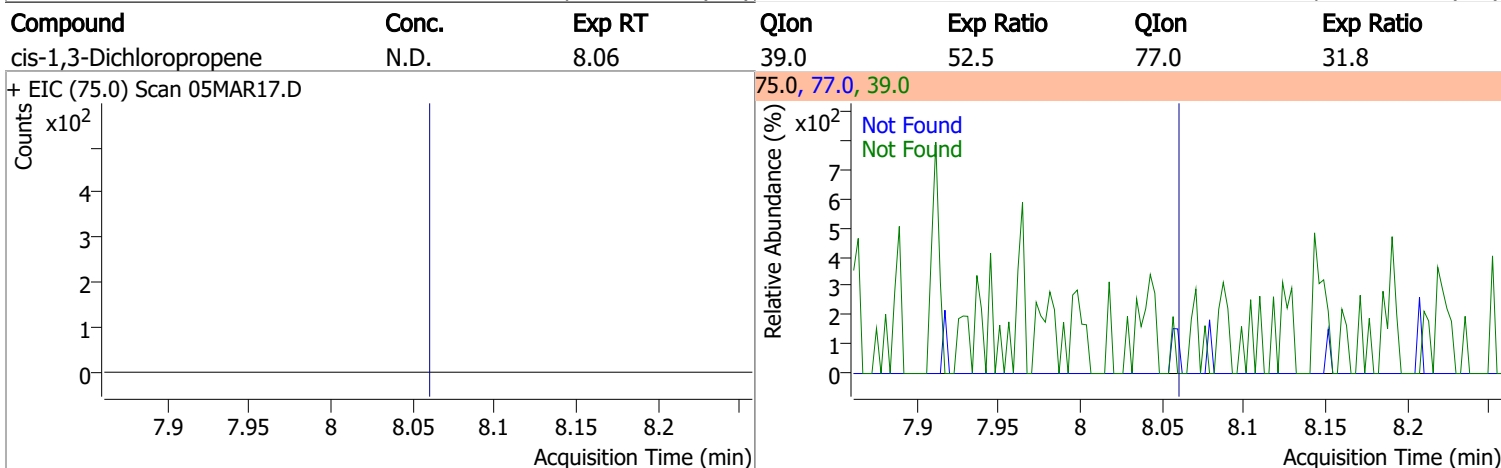 Compound Conc. Exp RT QIon Exp Ratio QIon Exp Ratio
cis-1,3-Dichloropropene N.D. 8.06 39.0 52.5 77.0 31.8
+ EIC (75.0) Scan 05MAR17.D
Counts
x10²
4
3
2
1
0
7.9 7.95 8 8.05 8.1 8.15 8.2
Acquisition Time (min)
75.0, 77.0, 39.0
Relative Abundance (%)
x10²
Not Found
Not Found
7
6
5
4
3
2
1
0
7.9 7.95 8 8.05 8.1 8.15 8.2
Acquisition Time (min)